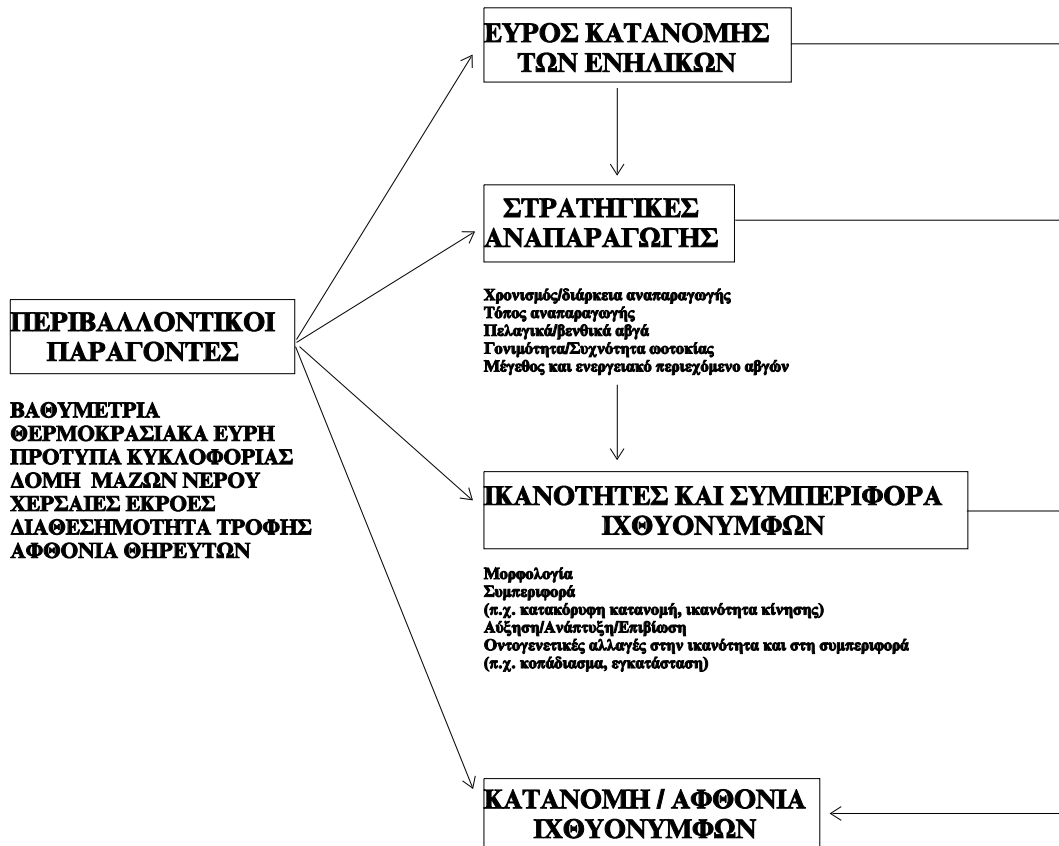 ΕΥΡΟΣ ΚΑΤΑΝΟΜΗΣ
ΤΩΝ ΕΝΗΛΙΚΩΝ
ΣΤΡΑΤΗΓΙΚΕΣ
ΑΝΑΠΑΡΑΓΩΓΗΣ
Χρονισμός/διάρκεια αναπαραγωγής
Τόπος αναπαραγωγής
Πελαγικά/βενθικά αβγά
Γονιμότητα/Συχνότητα ωοτοκίας
Μέγεθος και ενεργειακό περιεχόμενο αβγών
ΠΕΡΙΒΑΛΛΟΝΤΙΚΟΙ
ΠΑΡΑΓΟΝΤΕΣ
ΒΑΘΥΜΕΤΡΙΑ
ΘΕΡΜΟΚΡΑΣΙΑΚΑ ΕΥΡΗ
ΠΡΟΤΥΠΑ ΚΥΚΛΟΦΟΡΙΑΣ
ΔΟΜΗ ΜΑΖΩΝ ΝΕΡΟΥ
ΧΕΡΣΑΙΕΣ ΕΚΡΟΕΣ
ΔΙΑΘΕΣΗΜΟΤΗΤΑ ΤΡΟΦΗΣ
ΑΦΘΟΝΙΑ ΘΗΡΕΥΤΩΝ
ΙΚΑΝΟΤΗΤΕΣ ΚΑΙ ΣΥΜΠΕΡΙΦΟΡΑ
ΙΧΘΥΟΝΥΜΦΩΝ
Μορφολογία
Συμπεριφορά
(π.χ. κατακόρυφη κατανομή, ικανότητα κίνησης)
Αύξηση/Ανάπτυξη/Επιβίωση
Οντογενετικές αλλαγές στην ικανότητα και στη συμπεριφορά
(π.χ. κοπάδιασμα, εγκατάσταση)
ΚΑΤΑΝΟΜΗ / ΑΦΘΟΝΙΑ
ΙΧΘΥΟΝΥΜΦΩΝ